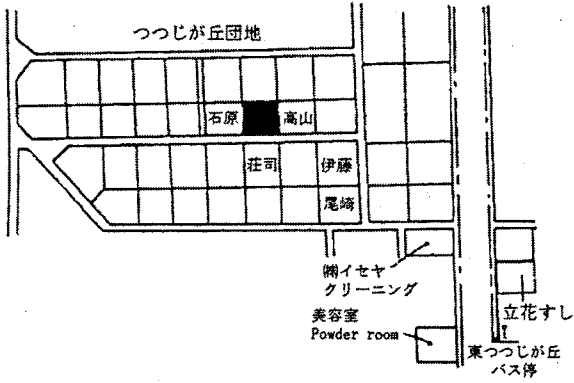 つつじが丘団地
石原
高山
荘司
伊藤
尾崎
㈱イセヤ
クリーニング
立花すし
美容室
Powder room
東つつじが丘
バス停